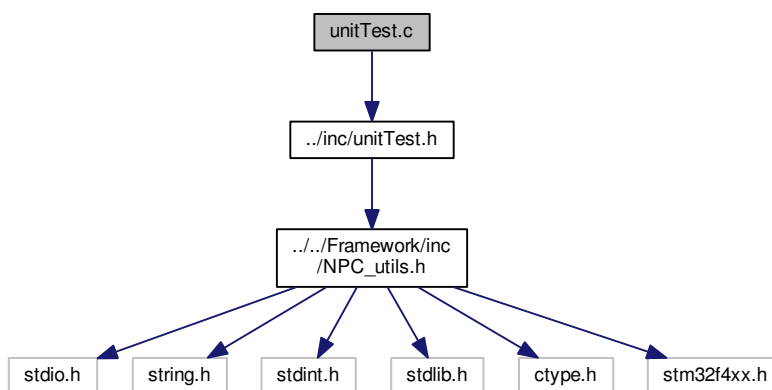 unitTest.c
../inc/unitTest.h
../../Framework/inc
/NPC_utils.h
stdio.h
string.h
stdint.h
stdlib.h
ctype.h
stm32f4xx.h